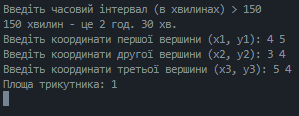 Введіть часовий інтервал (в хвилинах) > 150
150 хвилин - це 2 год. 30 хв.
Введіть координати першої вершини (x1, y1): 4 5
Введіть координати другої вершини (x2, y2): 3 4
Введіть координати третьої вершини (x3, y3): 5 4
Площа трикутника: 1